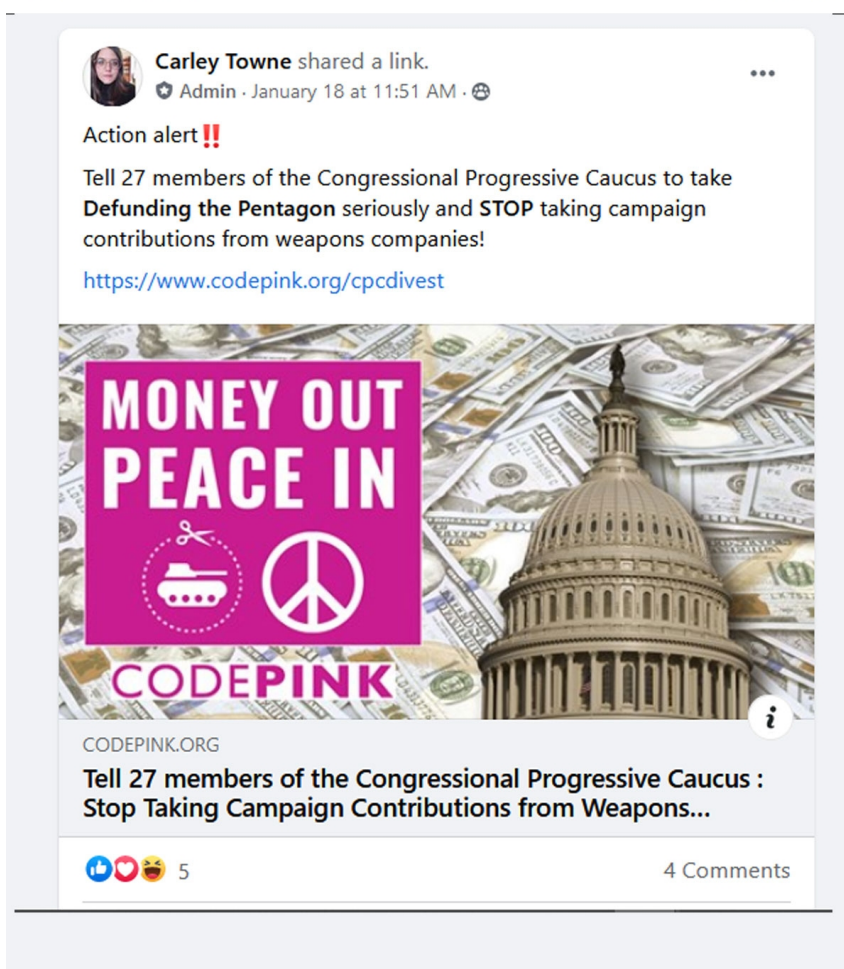 Carley Towne shared a link.
Admin · January 18 at 11:51 AM ·
Action alert‼
Tell 27 members of the Congressional Progressive Caucus to take
Defunding the Pentagon seriously and STOP taking campaign
contributions from weapons companies!
https://www.codepink.org/cpcdivest
MONEY OUT
PEACE IN
CODEPINK
CODEPINK.ORG
Tell 27 members of the Congressional Progressive Caucus :
Stop Taking Campaign Contributions from Weapons...
5
4 Comments